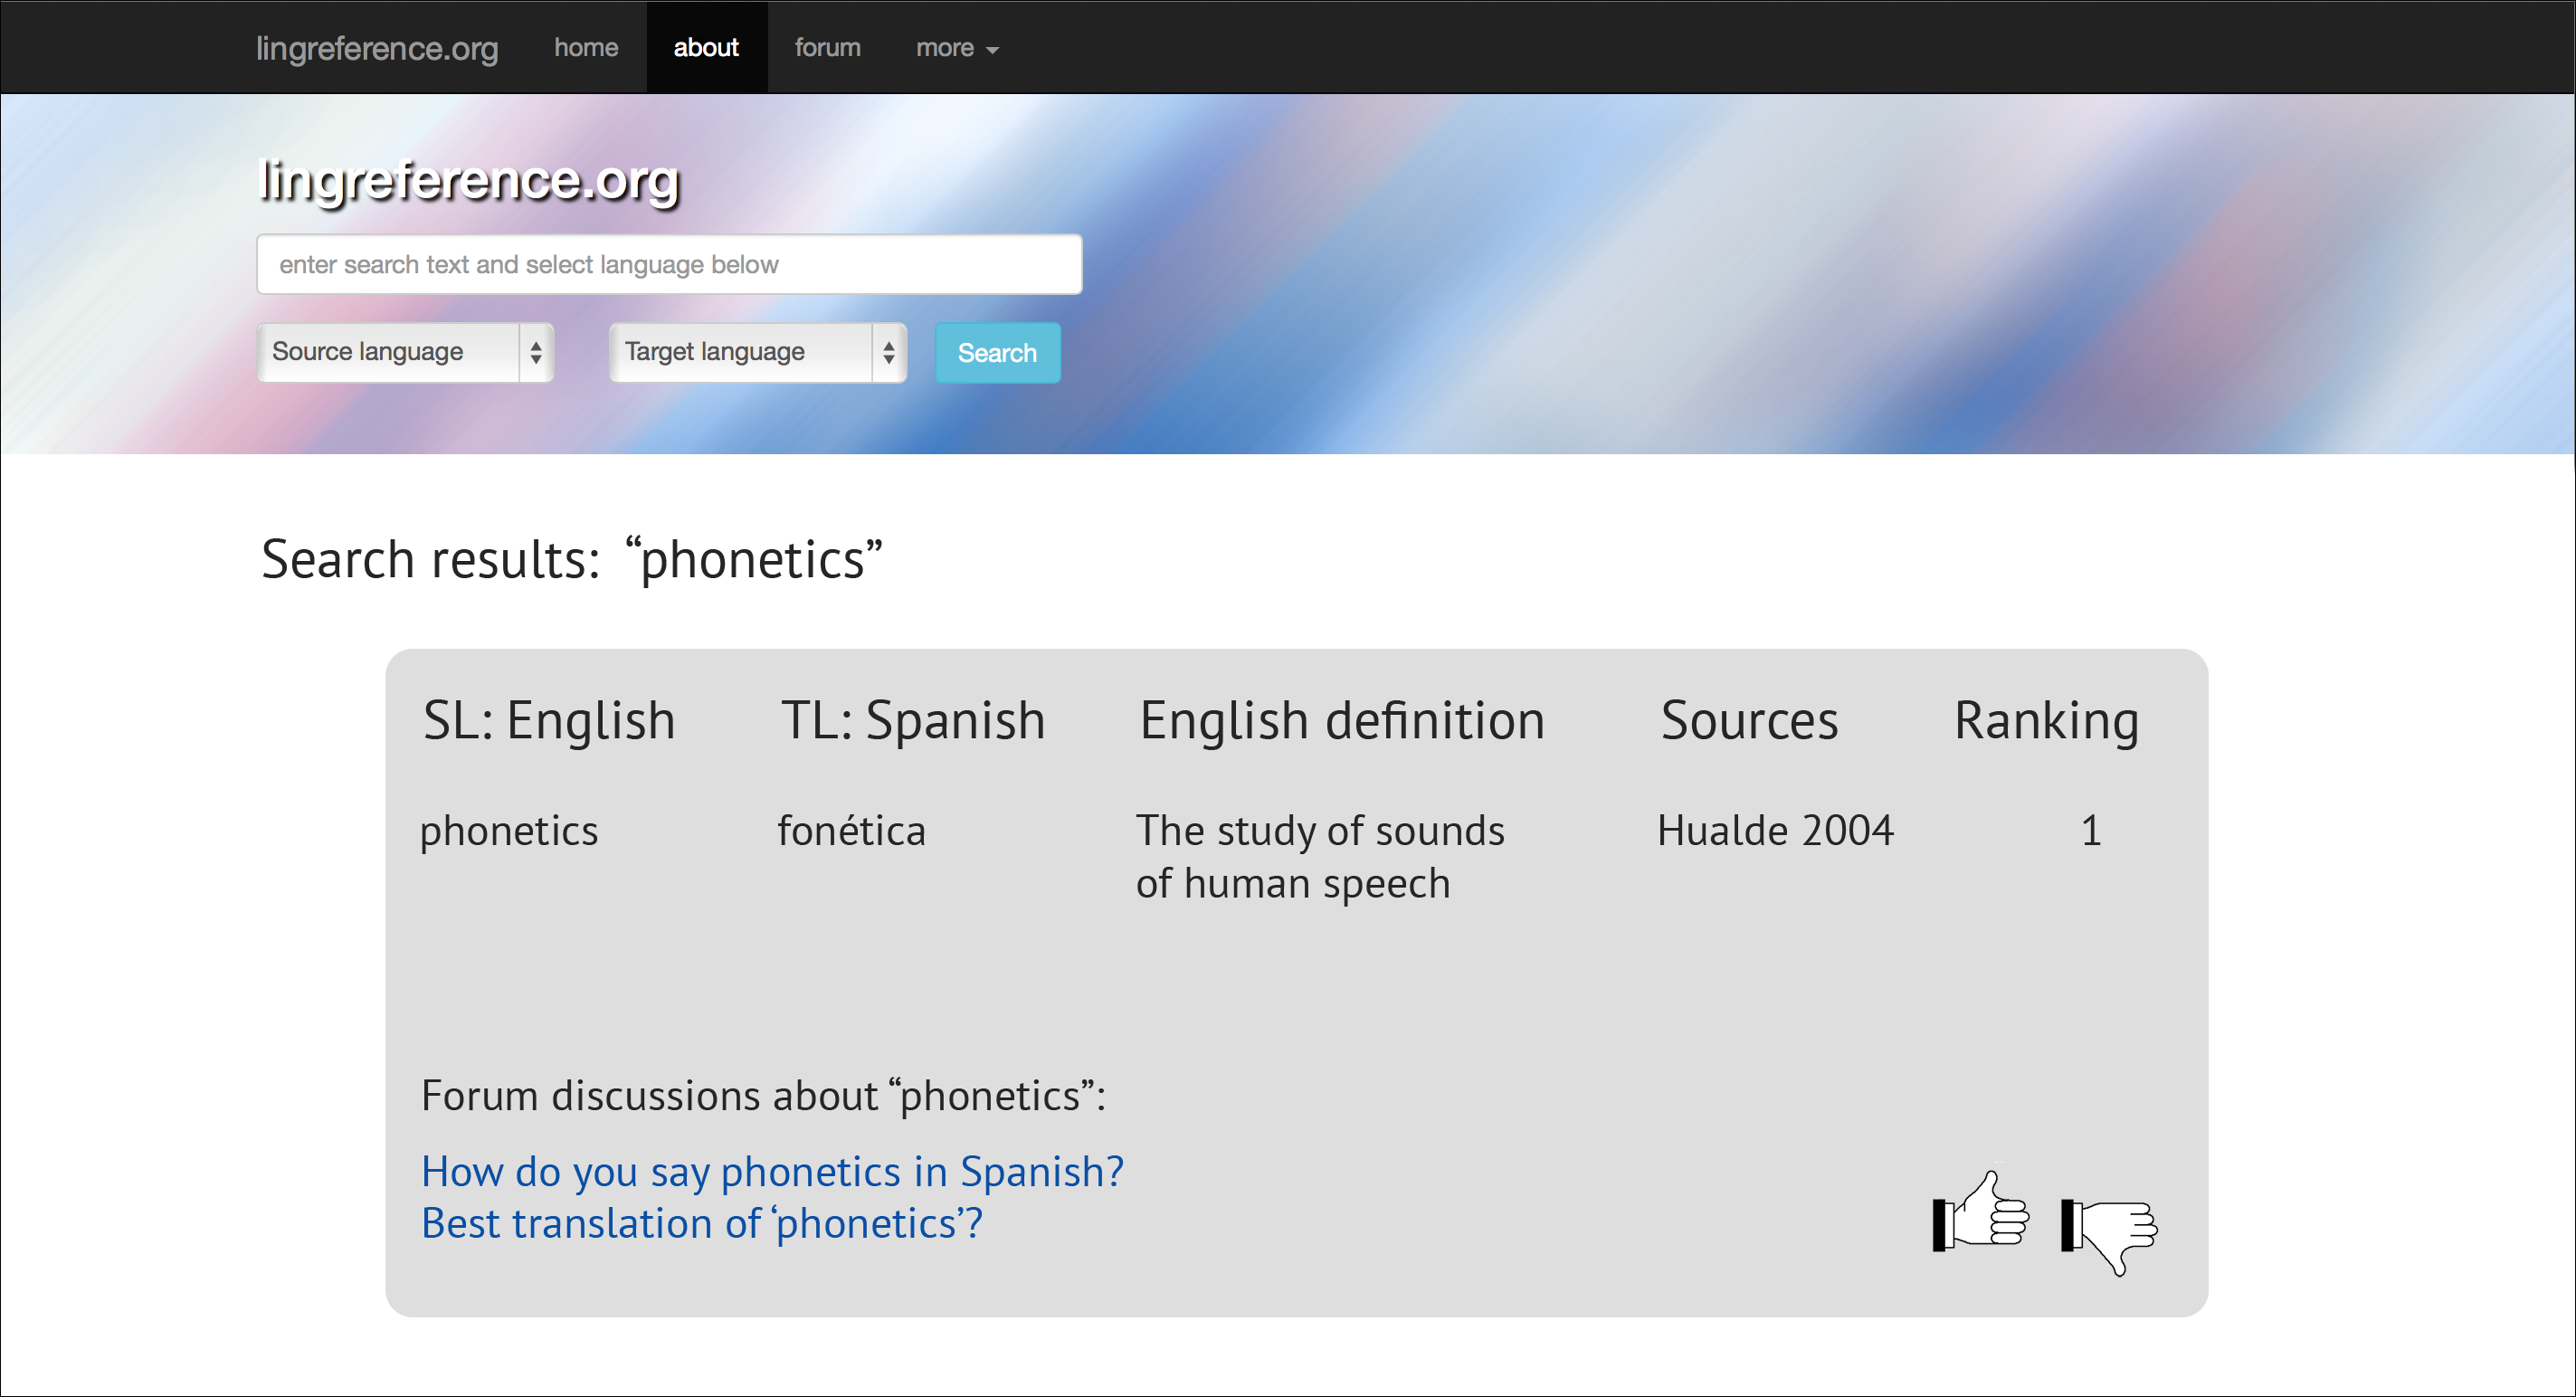 lingreference.org home about forum more
lingreference.org
enter search text and select language below
Source language Target language Search
Search results: “phonetics”
SL: English TL: Spanish English definition Sources Ranking
phonetics fonética The study of sounds Hualde 2004 1
of human speech
Forum discussions about “phonetics”:
How do you say phonetics in Spanish?
Best translation of ‘phonetics’?